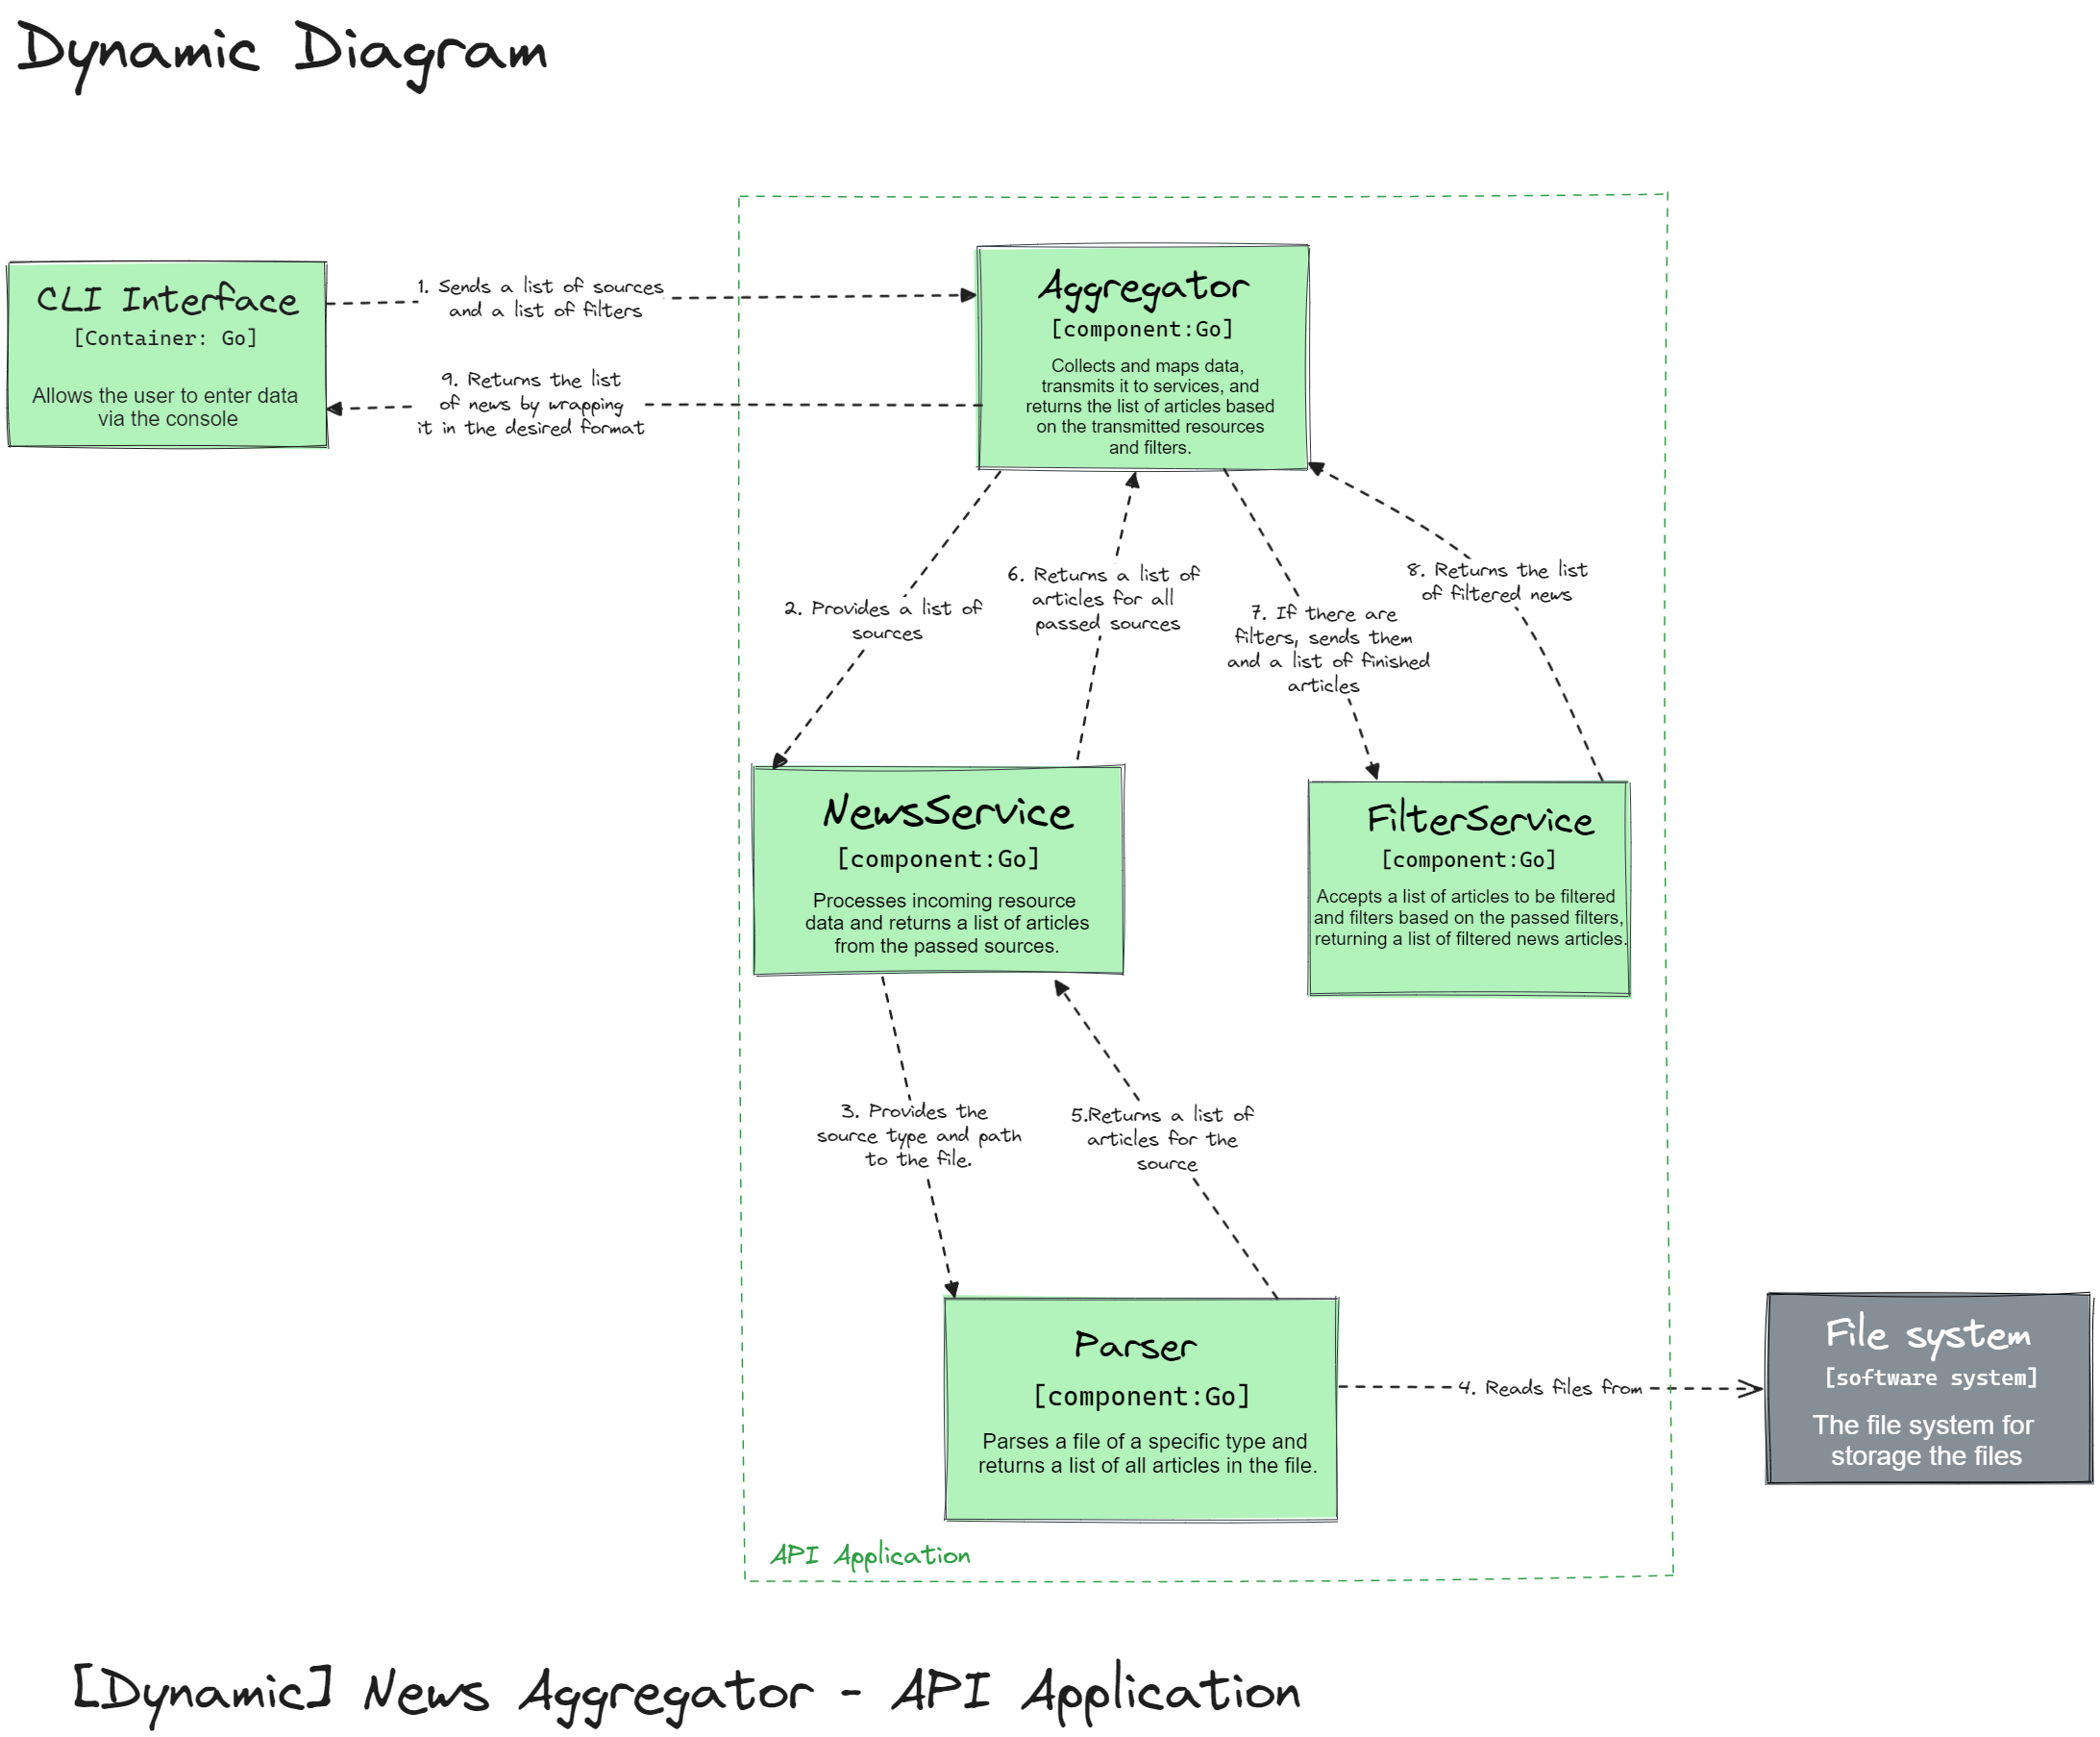 Dynamic Diagram
CLI Interface
[Container: Go]
Allows the user to enter data
via the console
1. Sends a list of sources
and a list of filters
9. Returns the list
of news by wrapping
it in the desired format
Aggregator
[component:Go]
Collects and maps data,
transmits it to services, and
returns the list of articles based
on the transmitted resources
and filters.
2. Provides a list of
sources
6. Returns a list of
articles for all
passed sources
7. If there are
filters, sends them
and a list of finished
articles
8. Returns the list
of filtered news
NewsService
[component:Go]
Processes incoming resource
data and returns a list of articles
from the passed sources.
FilterService
[component:Go]
Accepts a list of articles to be filtered
and filters based on the passed filters,
returning a list of filtered news articles.
3. Provides the
source type and path
to the file.
5.Returns a list of
articles for the
source
Parser
[component:Go]
Parses a file of a specific type and
returns a list of all articles in the file.
4. Reads files from
File system
[software system]
The file system for
storage the files
API Application
[Dynamic] News Aggregator - API Application